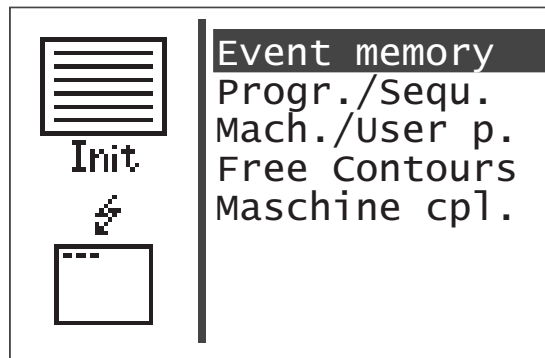 Init
Event memory
Progr./Sequ.
Mach./User p.
Free Contours
Maschine cpl.